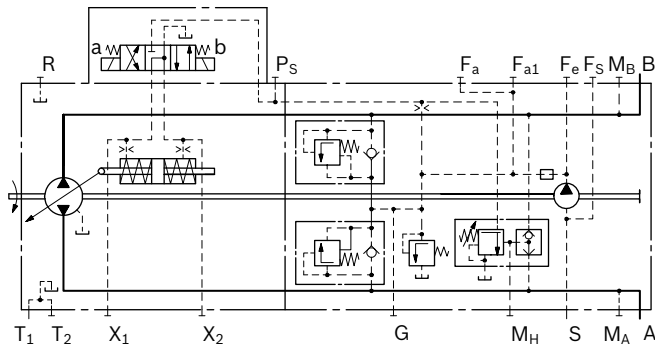 a b
R P_S F_a F_a1 F_e F_S M_B B
T_1 T_2 X_1 X_2 G M_H S M_A A